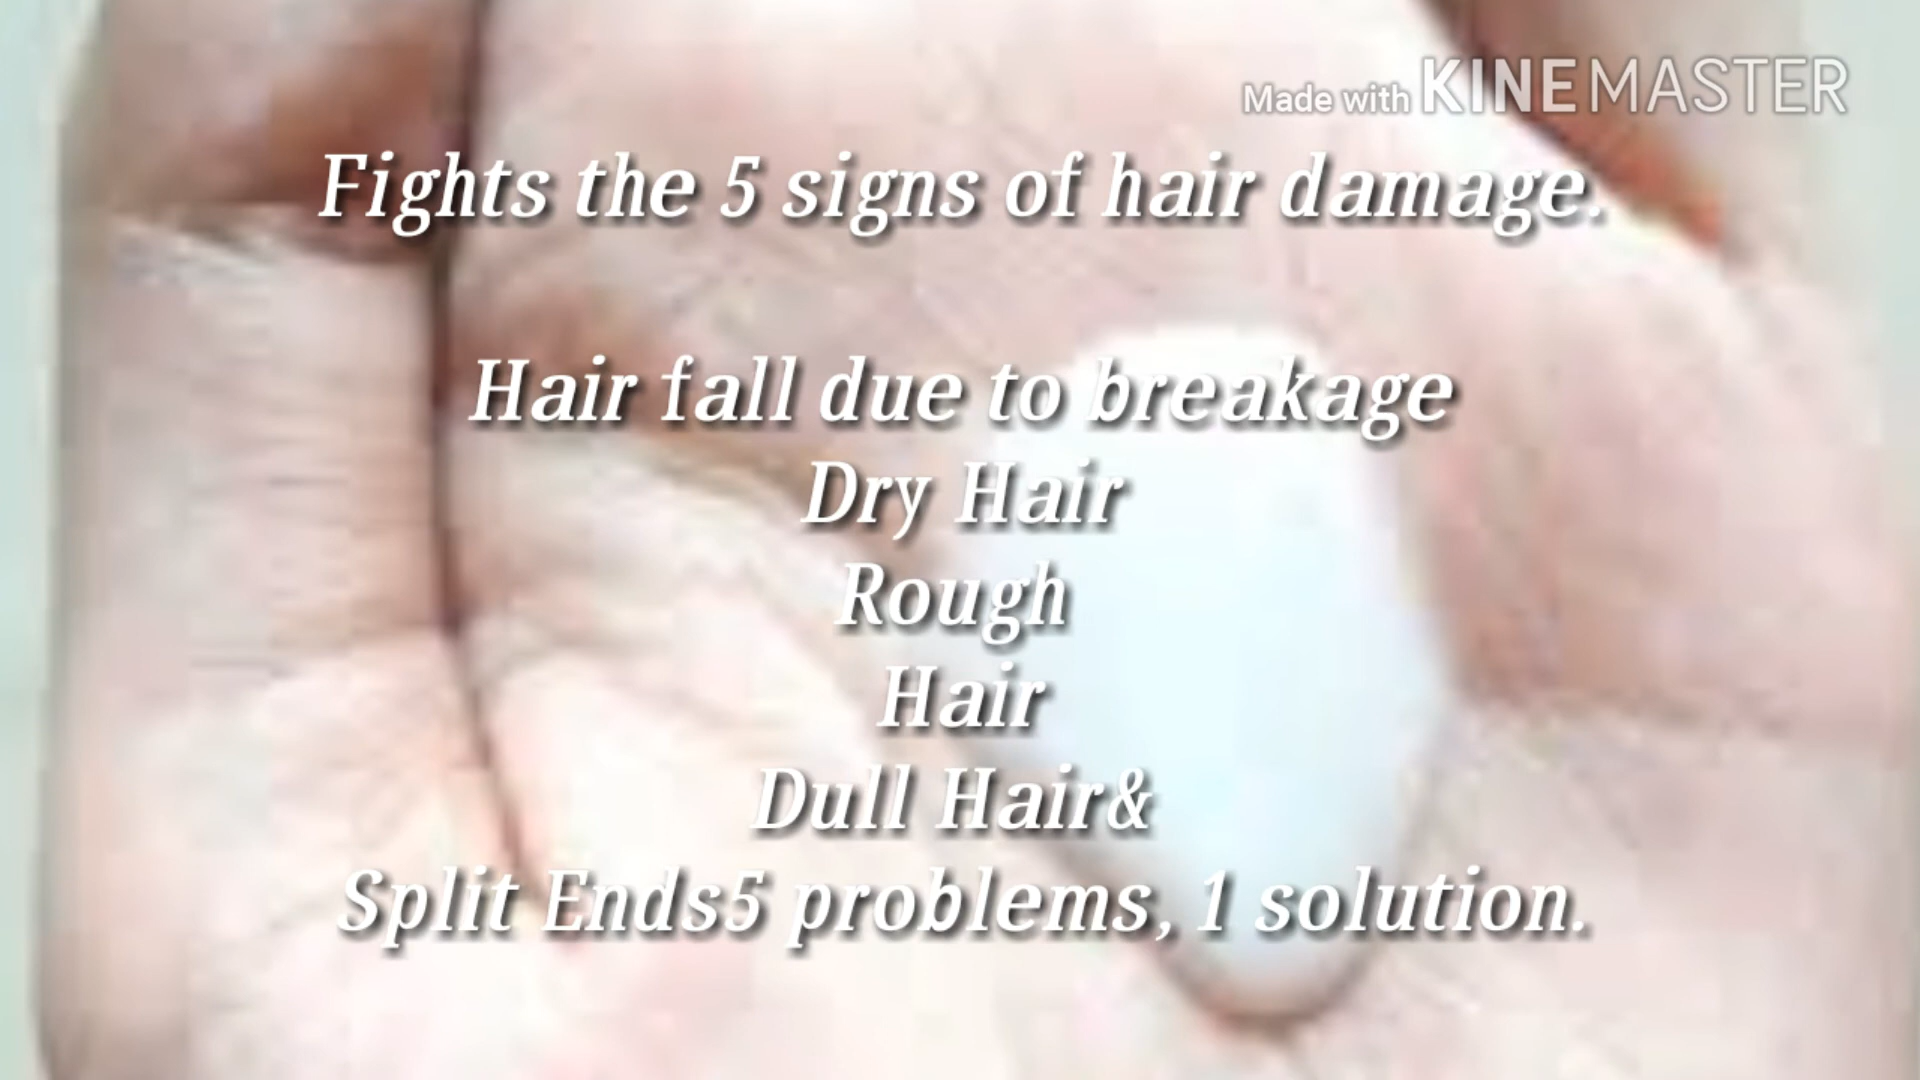 Made with KINEMASTER
Fights the 5 signs of hair damage.
Hair fall due to breakage
Dry Hair
Rough
Hair
Dull Hair&
Split Ends5 problems, 1 solution.